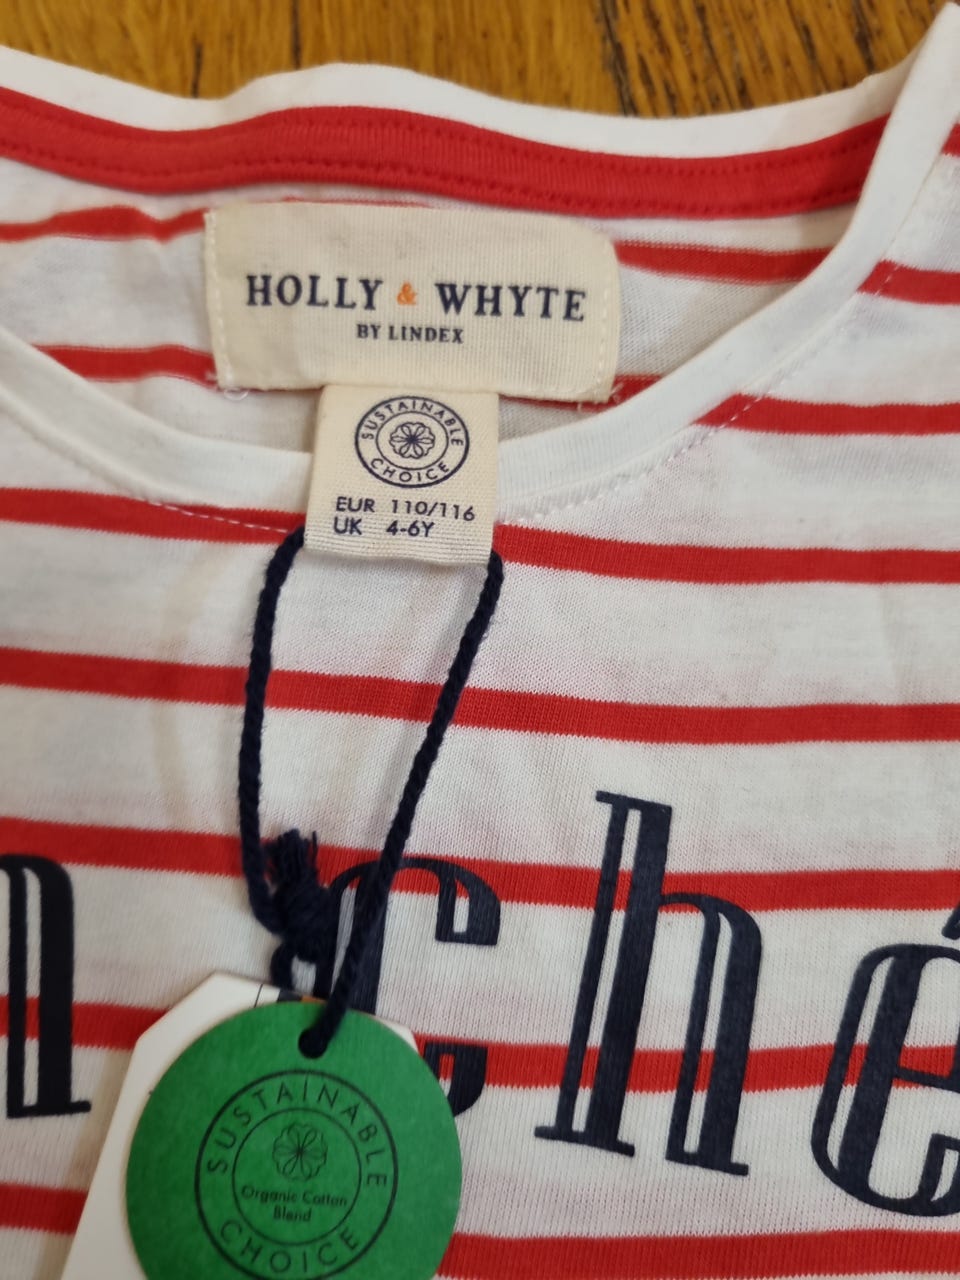 HOLLY & WHYTE
BY LINDEX
SUSTAINABLE
CHOICE
EUR 110/116
UK 4-6Y
n ché
SUSTAINABLE
Organic Cotton
Blend
CHOICE